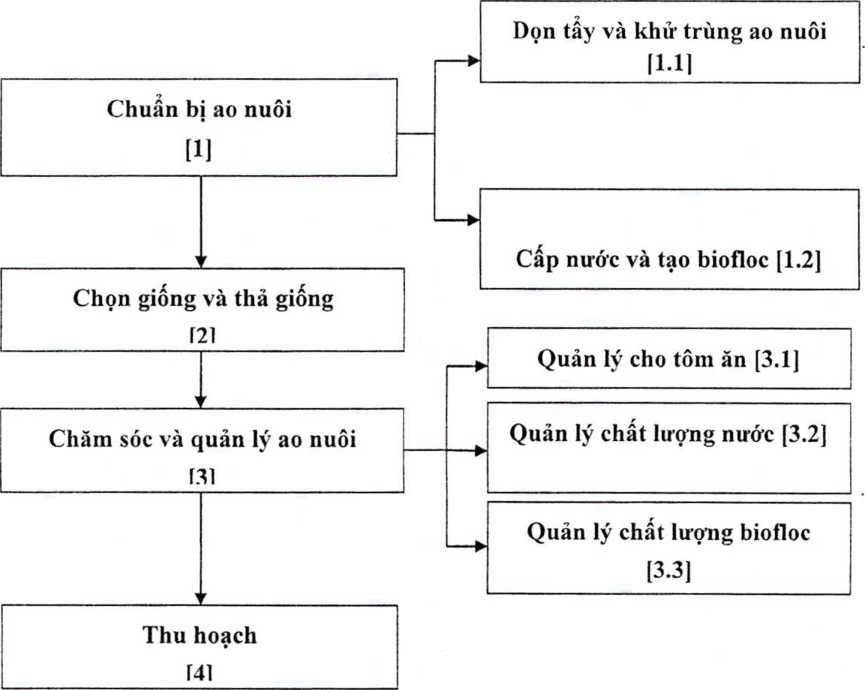 Chuẩn bị ao nuôi
[1]
Dọn tẩy và khử trùng ao nuôi
[1.1]
Cấp nước và tạo biofloc [1.2]
Chọn giống và thả giống
[2]
Chăm sóc và quản lý ao nuôi
[3]
Quản lý cho tôm ăn [3.1]
Quản lý chất lượng nước [3.2]
Quản lý chất lượng biofloc
[3.3]
Thu hoạch
[4]